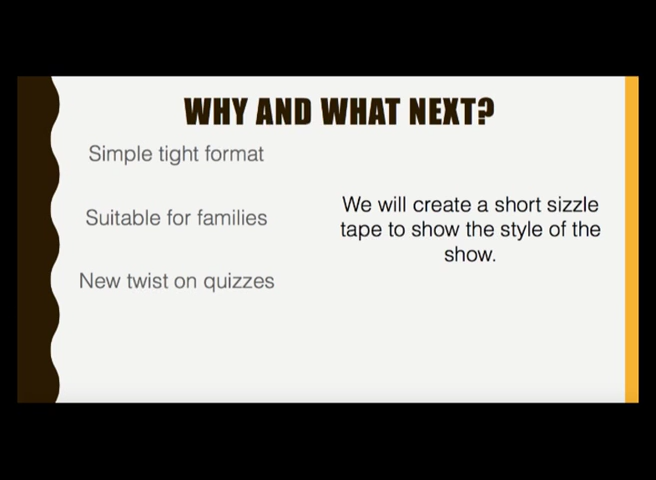 WHY AND WHAT NEXT?
Simple tight format
Suitable for families
New twist on quizzes
We will create a short sizzle
tape to show the style of the
show.